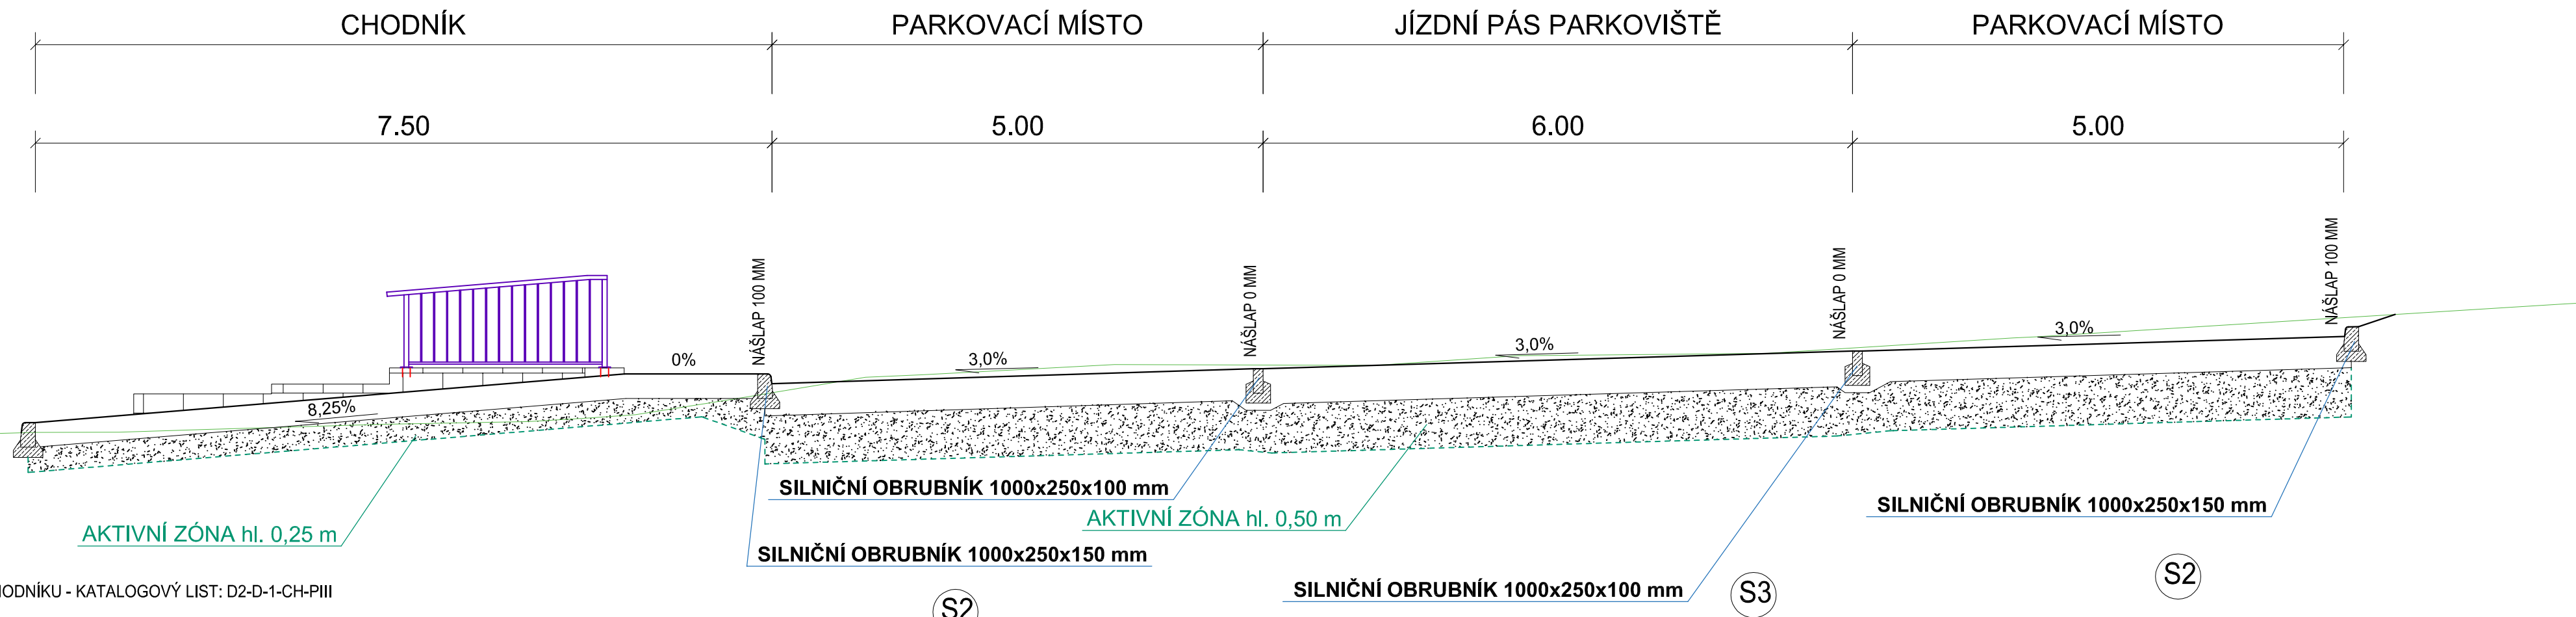 CHODNÍK
PARKOVACÍ MÍSTO
JÍZDNÍ PÁS PARKOVIŠTĚ
PARKOVACÍ MÍSTO
7.50
5.00
6.00
5.00
NÁŠLAP 100 MM
NÁŠLAP 0 MM
NÁŠLAP 0 MM
NÁŠLAP 100 MM
8,25%
0%
3,0%
3,0%
3,0%
SILNIČNÍ OBRUBNÍK 1000x250x100 mm
SILNIČNÍ OBRUBNÍK 1000x250x150 mm
AKTIVNÍ ZÓNA hl. 0,50 m
AKTIVNÍ ZÓNA hl. 0,25 m
SILNIČNÍ OBRUBNÍK 1000x250x150 mm
SILNIČNÍ OBRUBNÍK 1000x250x100 mm
HODNÍKU - KATALOGOVÝ LIST: D2-D-1-CH-PIII
S2
S3
S2